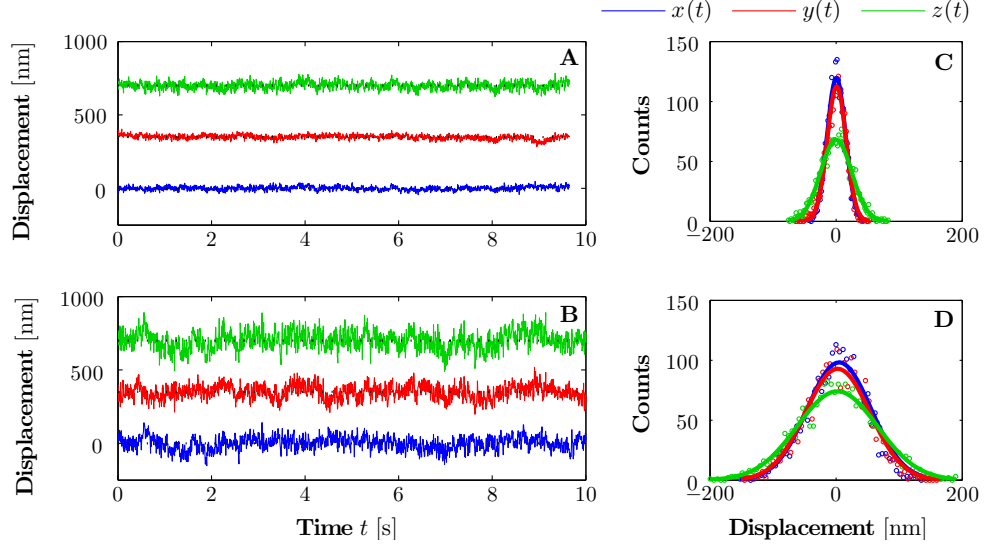 x(t) y(t) z(t)
A
Displacement [nm]
1000
500
0
0 2 4 6 8 10
C
Counts
150
100
50
0
−200 0 200
B
Displacement [nm]
1000
500
0
0 2 4 6 8 10
Time t [s]
D
Counts
150
100
50
0
−200 −100 0 100 200
Displacement [nm]